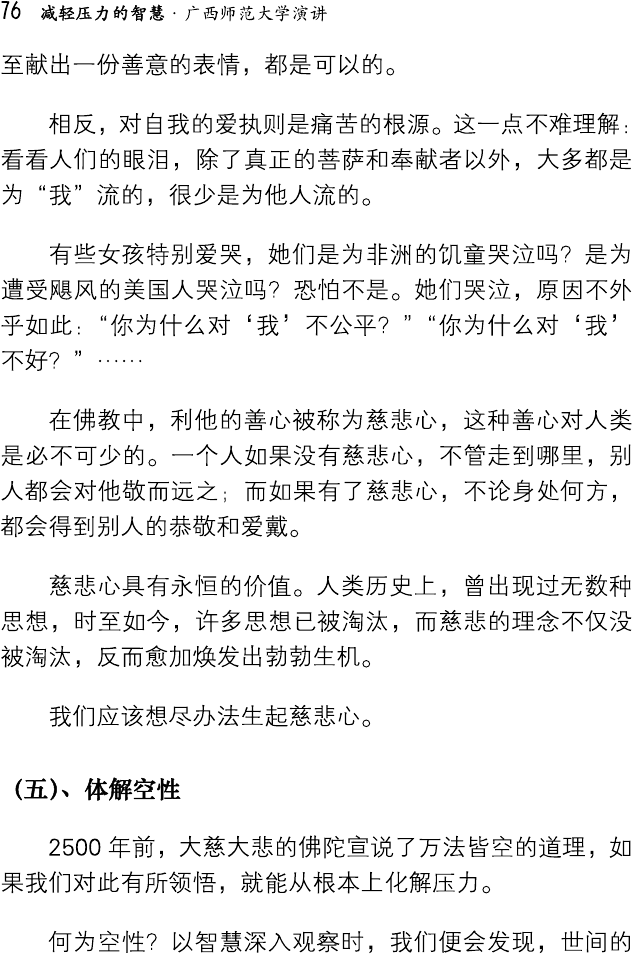 76 减轻压力的智慧·广西师范大学演讲
至献出一份善意的表情，都是可以的。
相反，对自我的爱执则是痛苦的根源。这一点不难理解：
看看人们的眼泪，除了真正的菩萨和奉献者以外，大多都是
为“我”流的，很少是为他人流的。
有些女孩特别爱哭，她们是为非洲的饥童哭泣吗？是为
遭受飓风的美国人哭泣吗？恐怕不是。她们哭泣，原因不外
乎如此：“你为什么对‘我’不公平？”“你为什么对‘我’
不好？”……
在佛教中，利他的善心被称为慈悲心，这种善心对人类
是必不可少的。一个人如果没有慈悲心，不管走到哪里，别
人都会对他敬而远之；而如果有了慈悲心，不论身处何方，
都会得到别人的恭敬和爱戴。
慈悲心具有永恒的价值。人类历史上，曾出现过无数种
思想，时至如今，许多思想已被淘汰，而慈悲的理念不仅没
被淘汰，反而愈加焕发出勃勃生机。
我们应该想尽办法生起慈悲心。
(五)、体解空性
2500 年前，大慈大悲的佛陀宣说了万法皆空的道理，如
果我们对此有所领悟，就能从根本上化解压力。
何为空性？以智慧深入观察时，我们便会发现，世间的